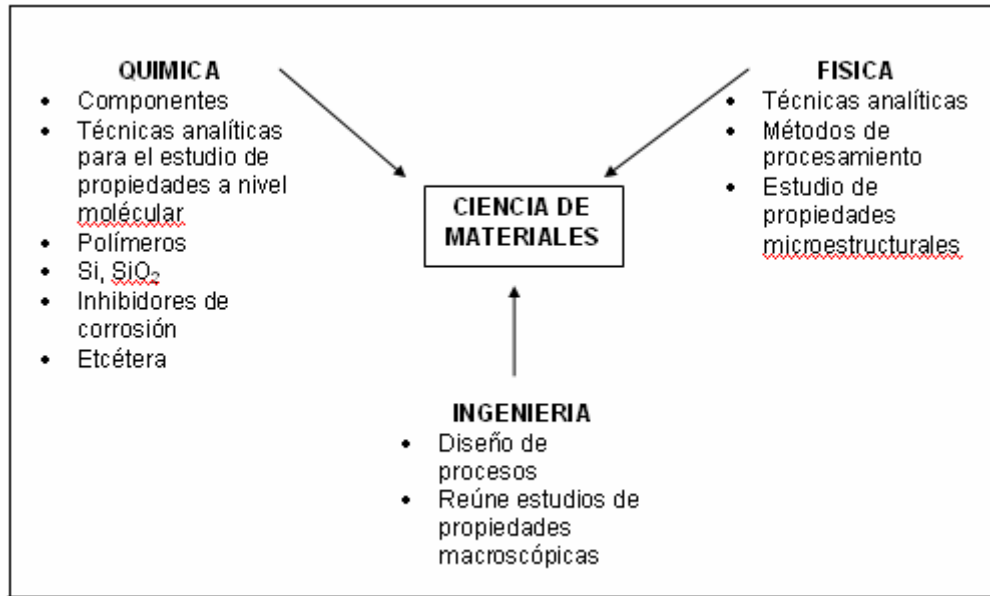 QUIMICA
• Componentes
• Técnicas analíticas
para el estudio de
propiedades a nivel
molécular
• Polímeros
• Si, SiO₂
• Inhibidores de
corrosión
• Etcétera
FISICA
• Técnicas analíticas
• Métodos de
procesamiento
• Estudio de
propiedades
microestructurales
CIENCIA DE
MATERIALES
INGENIERIA
• Diseño de
procesos
• Reúne estudios de
propiedades
macroscópicas